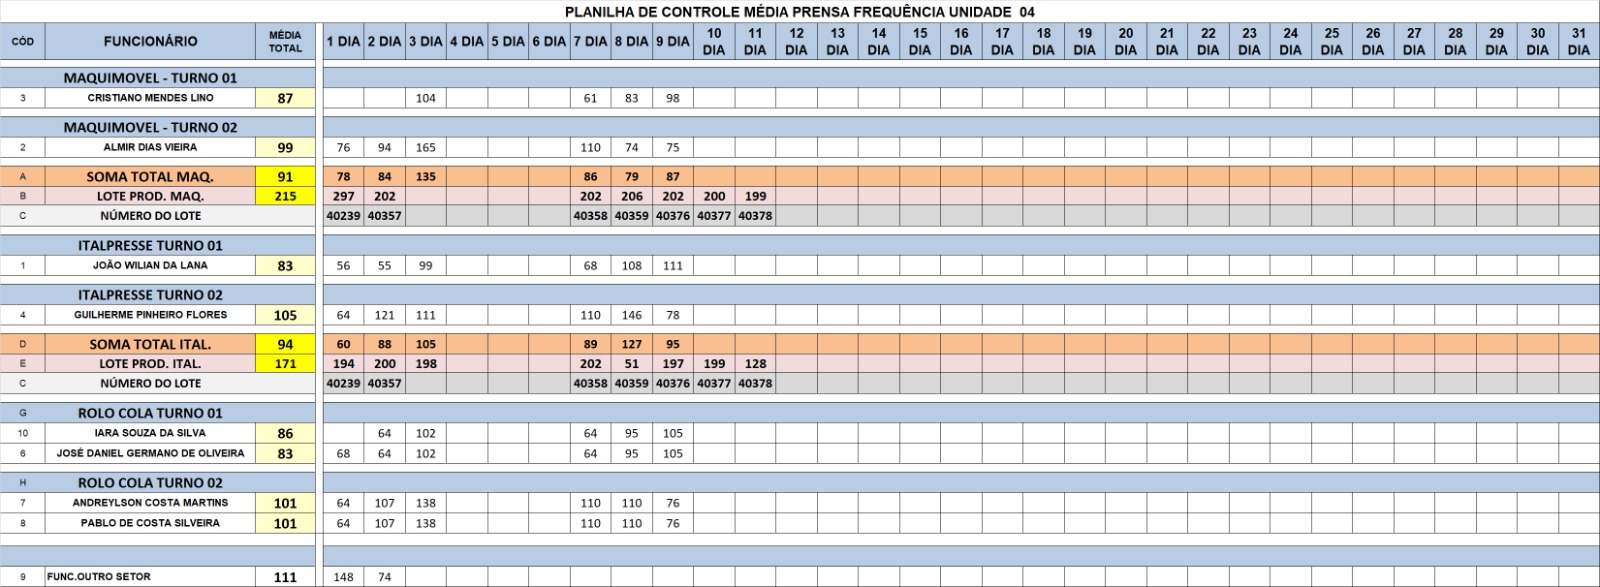 PLANILHA DE CONTROLE MÉDIA PRENSA FREQUÊNCIA UNIDADE 04
CÓD FUNCIONÁRIO MÉDIA TOTAL 1 DIA 2 DIA 3 DIA 4 DIA 5 DIA 6 DIA 7 DIA 8 DIA 9 DIA 10 DIA 11 DIA 12 DIA 13 DIA 14 DIA 15 DIA 16 DIA 17 DIA 18 DIA 19 DIA 20 DIA 21 DIA 22 DIA 23 DIA 24 DIA 25 DIA 26 DIA 27 DIA 28 DIA 29 DIA 30 DIA 31 DIA
MAQUIMOVEL - TURNO 01
3 CRISTIANO MENDES LINO 87 104 61 83 98
MAQUIMOVEL - TURNO 02
2 ALMIR DIAS VIEIRA 99 76 94 165 110 74 75
A SOMA TOTAL MAQ. 91 78 84 135 86 79 87
B LOTE PROD. MAQ. 215 297 202 202 206 202 200 199
C NÚMERO DO LOTE 40239 40357 40358 40359 40376 40377 40378
ITALPRESSE TURNO 01
1 JOÃO WILIAN DA LANA 83 56 55 99 68 108 111
ITALPRESSE TURNO 02
4 GUILHERME PINHEIRO FLORES 105 64 121 111 110 146 78
D SOMA TOTAL ITAL. 94 60 88 105 89 127 95
E LOTE PROD. ITAL. 171 194 200 198 202 51 197 199 128
C NÚMERO DO LOTE 40239 40357 40358 40359 40376 40377 40378
G ROLO COLA TURNO 01
10 IARA SOUZA DA SILVA 86 64 102 64 95 105
6 JOSÉ DANIEL GERMANO DE OLIVEIRA 83 68 64 102 64 95 105
H ROLO COLA TURNO 02
7 ANDREYLSON COSTA MARTINS 101 64 107 138 110 110 76
8 PABLO DE COSTA SILVEIRA 101 64 107 138 110 110 76
9 FUNC.OUTRO SETOR 111 148 74